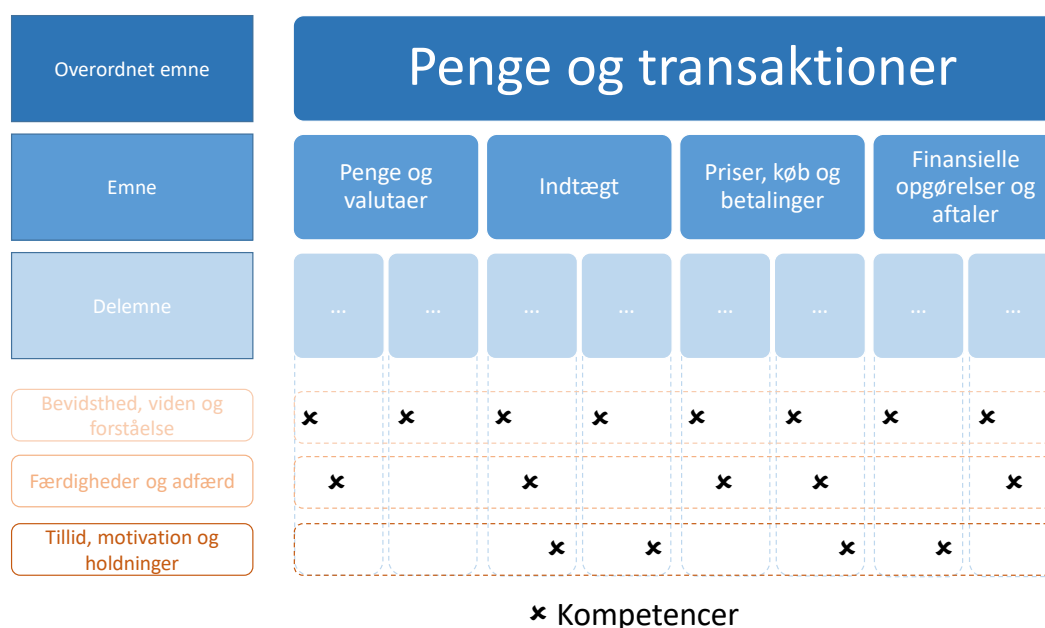 Overordnet emne
Penge og transaktioner
Emne
Penge og
valutaer
Indtægt
Priser, køb og
betalinger
Finansielle
opgørelser og
aftaler
Delemne
...
...
...
...
...
...
...
...
Bevidsthed, viden og
forståelse
× × × × × × × ×
Færdigheder og adfærd
× × × × ×
Tillid, motivation og
holdninger
× × × ×
× Kompetencer